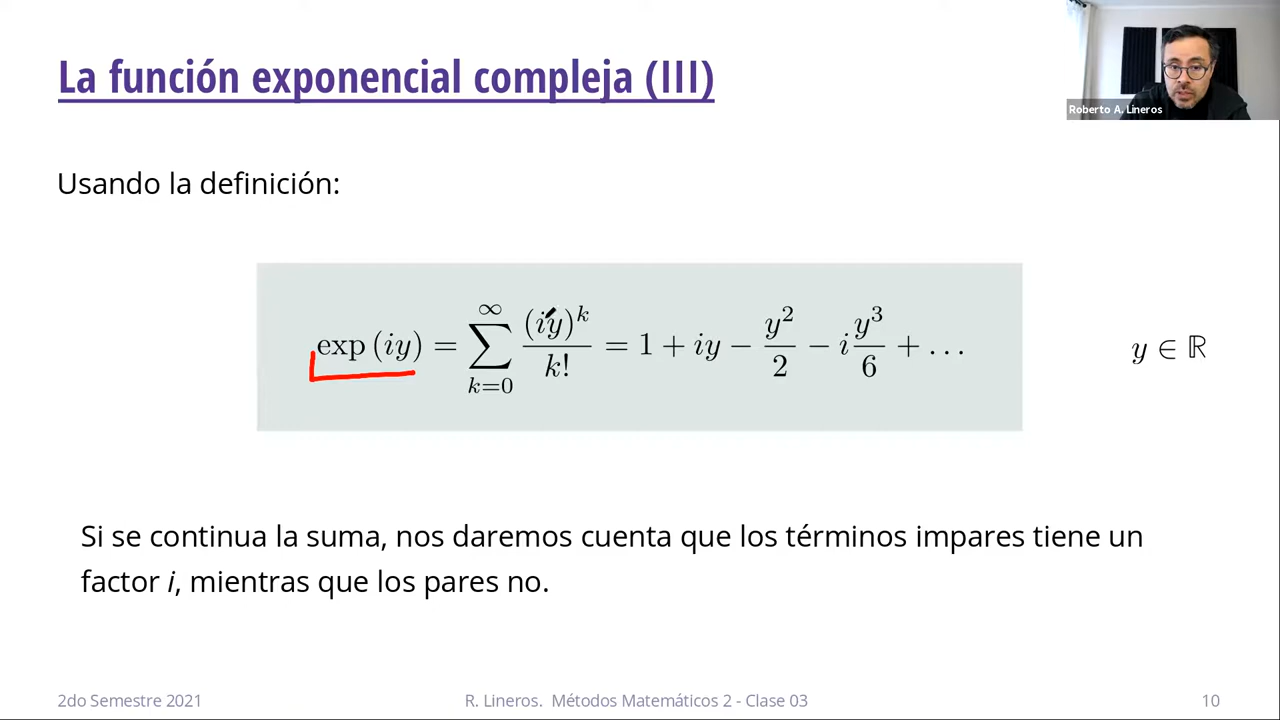 La función exponencial compleja (III)
Roberto A. Lineros
Usando la definición:
exp (iy) = ∑_{k=0}^{∞} (iy)^k / k! = 1 + iy − y^2/2 − i y^3/6 + … y ∈ ℝ
Si se continua la suma, nos daremos cuenta que los términos impares tiene un
factor i, mientras que los pares no.
2do Semestre 2021 R. Lineros. Métodos Matemáticos 2 - Clase 03 10